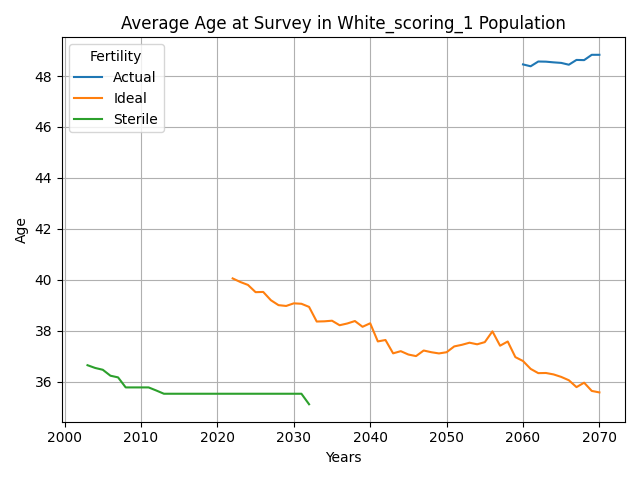 Average Age at Survey in White_scoring_1 Population
Fertility
Actual
Ideal
Sterile
Age
48
46
44
42
40
38
36
2000 2010 2020 2030 2040 2050 2060 2070
Years